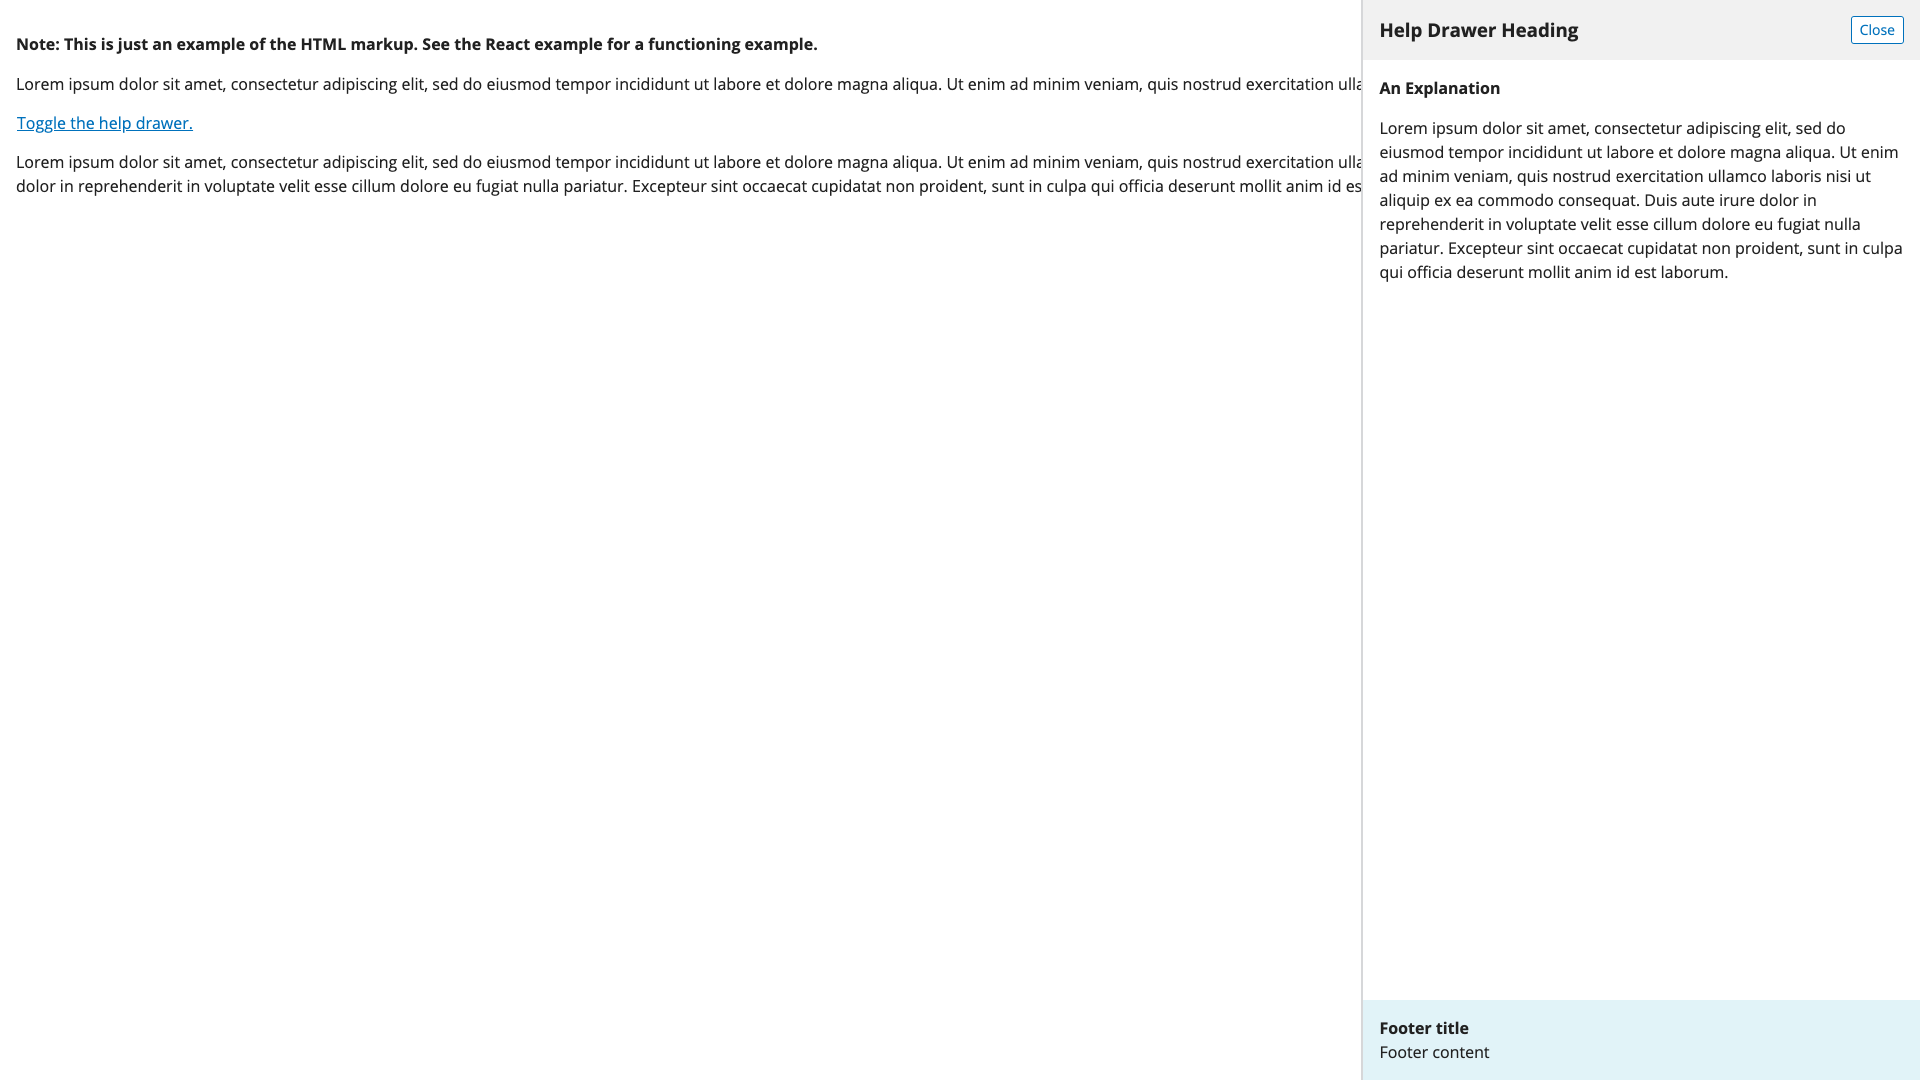 Note: This is just an example of the HTML markup. See the React example for a functioning example.
Lorem ipsum dolor sit amet, consectetur adipiscing elit, sed do eiusmod tempor incididunt ut labore et dolore magna aliqua. Ut enim ad minim veniam, quis nostrud exercitation
Toggle the help drawer.
Lorem ipsum dolor sit amet, consectetur adipiscing elit, sed do eiusmod tempor incididunt ut labore et dolore magna aliqua. Ut enim ad minim veniam, quis nostrud exercitation
dolor in reprehenderit in voluptate velit esse cillum dolore eu fugiat nulla pariatur. Excepteur sint occaecat cupidatat non proident, sunt in culpa qui officia deserunt mollit anim id
Help Drawer Heading
Close
An Explanation
Lorem ipsum dolor sit amet, consectetur adipiscing elit, sed do
eiusmod tempor incididunt ut labore et dolore magna aliqua. Ut enim
ad minim veniam, quis nostrud exercitation ullamco laboris nisi ut
aliquip ex ea commodo consequat. Duis aute irure dolor in
reprehenderit in voluptate velit esse cillum dolore eu fugiat nulla
pariatur. Excepteur sint occaecat cupidatat non proident, sunt in culpa
qui officia deserunt mollit anim id est laborum.
Footer title
Footer content